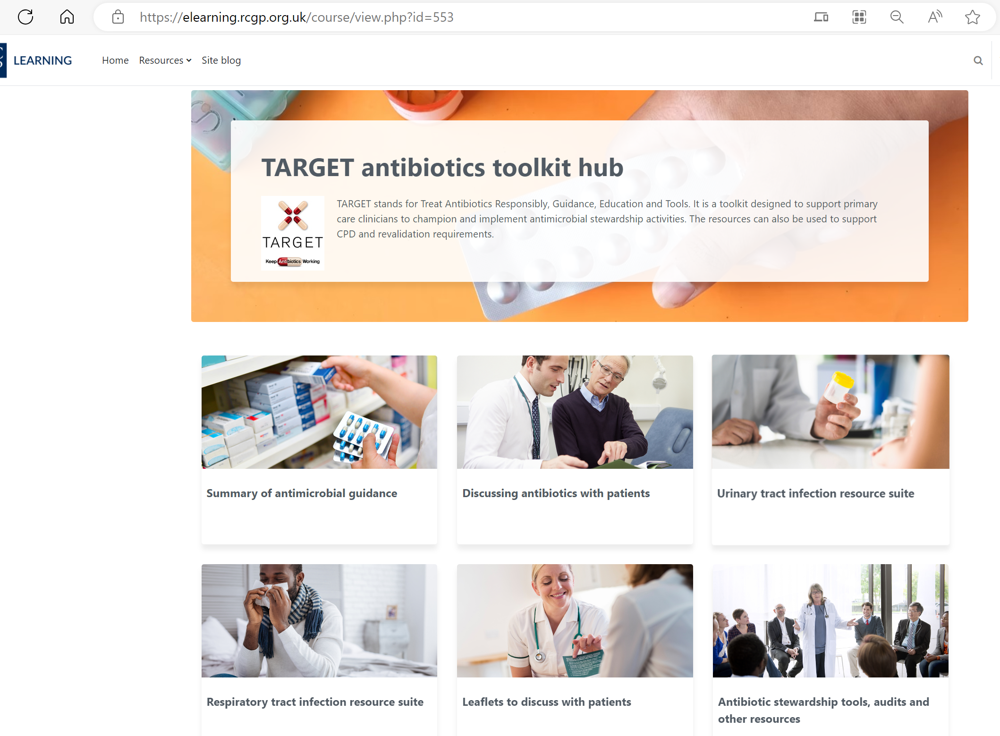 https://elearning.rcgp.org.uk/course/view.php?id=553
LEARNING
Home Resources Site blog
TARGET antibiotics toolkit hub
TARGET
Keep Antibiotics Working
TARGET stands for Treat Antibiotics Responsibly, Guidance, Education and Tools. It is a toolkit designed to support primary
care clinicians to champion and implement antimicrobial stewardship activities. The resources can also be used to support
CPD and revalidation requirements.
Summary of antimicrobial guidance
Discussing antibiotics with patients
Urinary tract infection resource suite
Respiratory tract infection resource suite
Leaflets to discuss with patients
Antibiotic stewardship tools, audits and
other resources